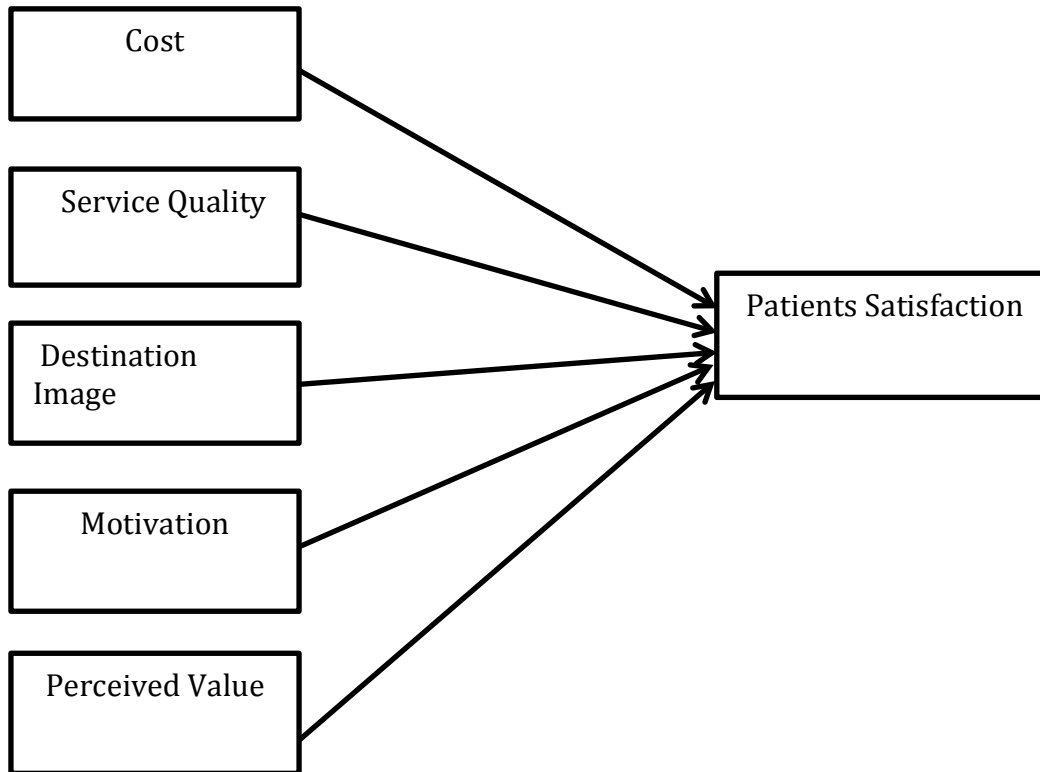 Cost
Service Quality
Destination
Image
Motivation
Perceived Value
Patients Satisfaction